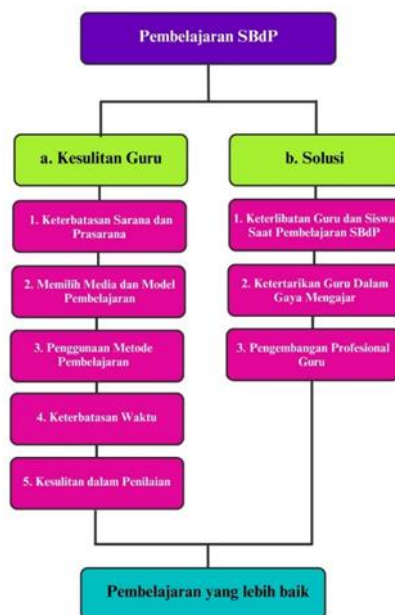 Pembelajaran SBdP
a. Kesulitan Guru
1. Keterbatasan Sarana dan
Prasarana
2. Memilih Media dan Model
Pembelajaran
3. Penggunaan Metode
Pembelajaran
4. Keterbatasan Waktu
5. Kesulitan dalam Penilaian
b. Solusi
1. Keterlibatan Guru dan Siswa
Saat Pembelajaran SBdP
2. Ketertarikan Guru Dalam
Gaya Mengajar
3. Pengembangan Profesional
Guru
Pembelajaran yang lebih baik